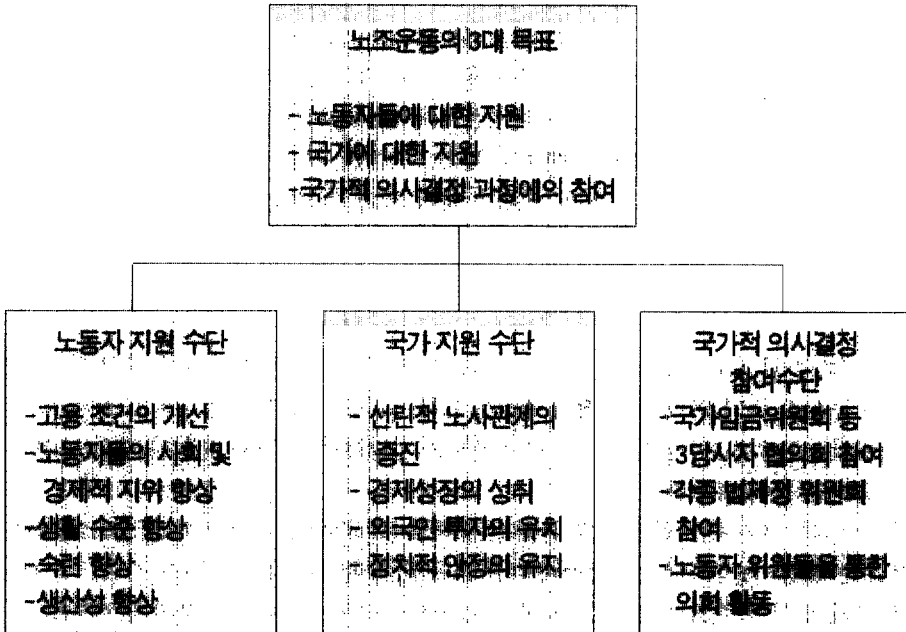 노조운동의 3대 목표
- 노동자들에 대한 지원
- 국가에 대한 지원
-국가적 의사결정 과정에의 참여
노동자 지원 수단
-고용 조건의 개선
-노동자들의 사회 및
경제적 지위 향상
-생활 수준 향상
-숙련 향상
-생산성 향상
국가 지원 수단
- 선린적 노사관계의
증진
- 경제성장의 성취
- 외국인 투자의 유치
- 정치적 안정의 유지
국가적 의사결정
참여수단
-국가임금위원회 등
3당사자 협의회 참여
-각종 법제정 위원회
참여
-노동자 위원들을 통한
의회 활동